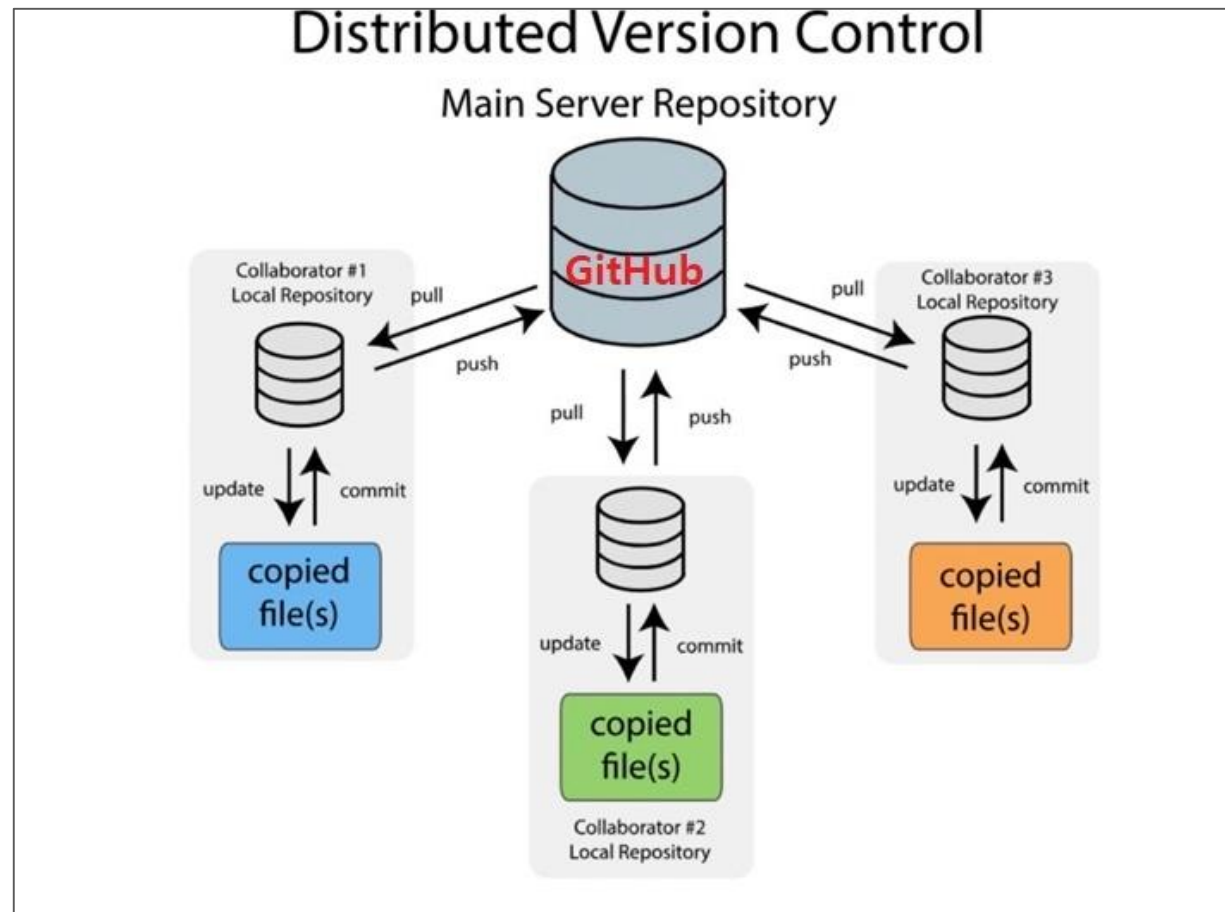 Distributed Version Control
Main Server Repository
GitHub
Collaborator #1
Local Repository
pull
push
update
commit
copied
file(s)
pull
push
update
commit
copied
file(s)
Collaborator #2
Local Repository
Collaborator #3
Local Repository
pull
push
update
commit
copied
file(s)